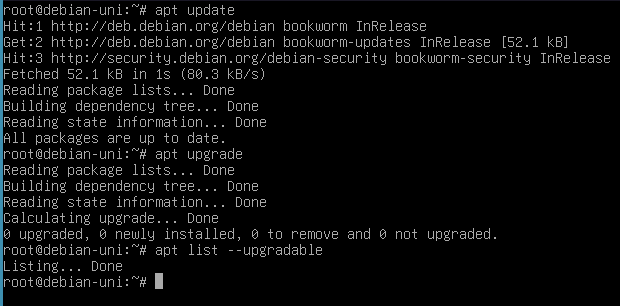 root@debian-uni:~# apt update
Hit:1 http://deb.debian.org/debian bookworm InRelease
Get:2 http://deb.debian.org/debian bookworm-updates InRelease [52.1 kB]
Hit:3 http://security.debian.org/debian-security bookworm-security InRelease
Fetched 52.1 kB in 1s (80.3 kB/s)
Reading package lists... Done
Building dependency tree... Done
Reading state information... Done
All packages are up to date.
root@debian-uni:~# apt upgrade
Reading package lists... Done
Building dependency tree... Done
Reading state information... Done
Calculating upgrade... Done
0 upgraded, 0 newly installed, 0 to remove and 0 not upgraded.
root@debian-uni:~# apt list --upgradable
Listing... Done
root@debian-uni:~#